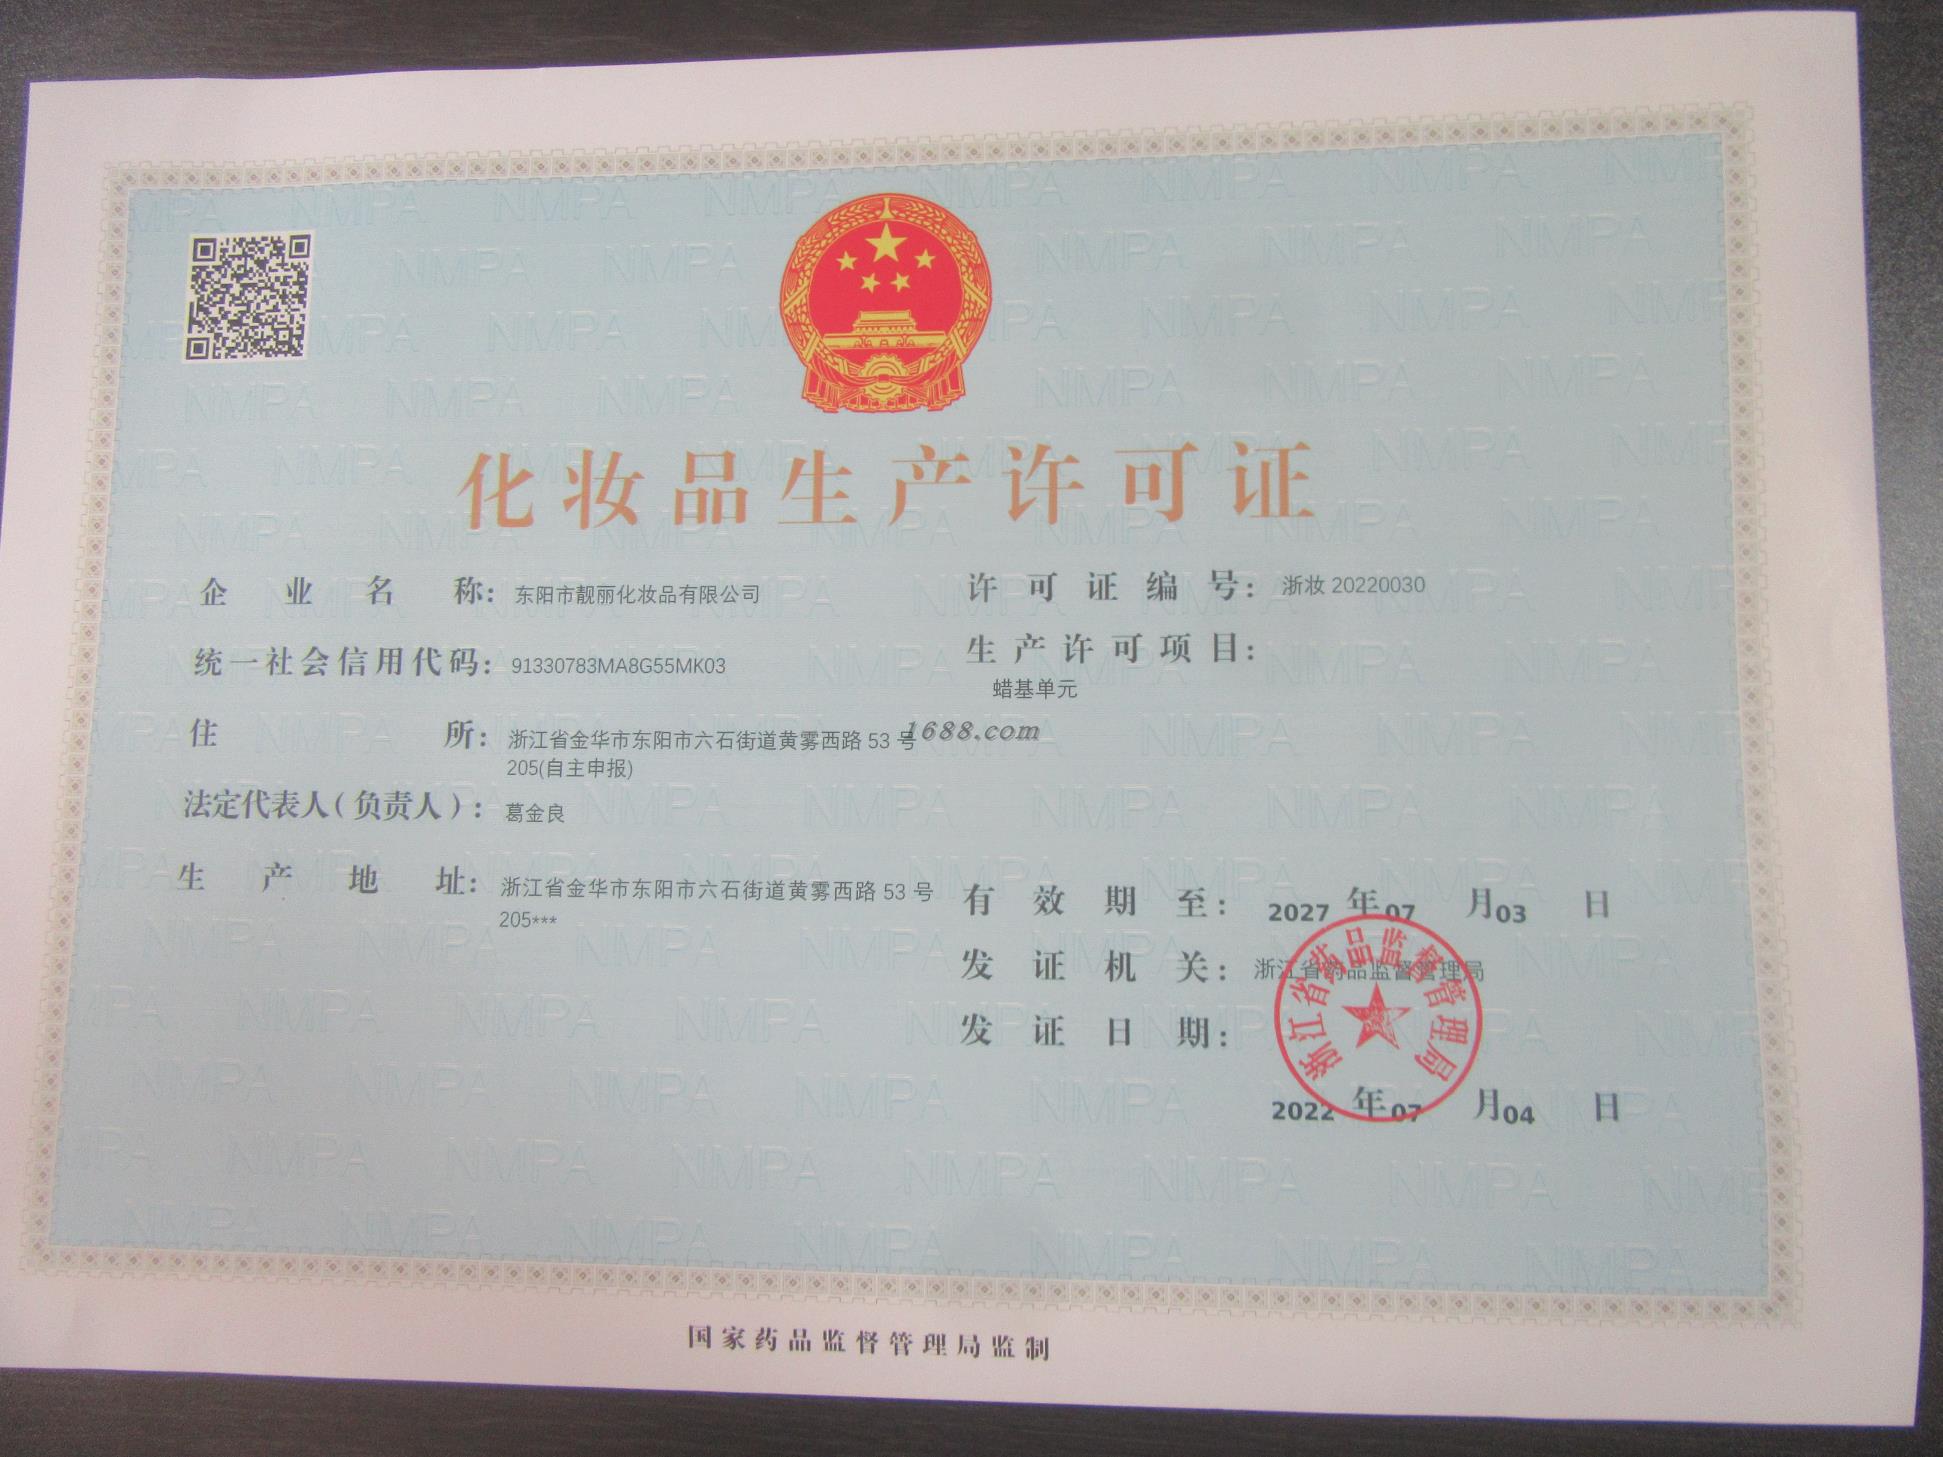 化妆品生产许可证
企业名称：东阳市靓丽化妆品有限公司
统一社会信用代码：91330783MA8G55MK03
住所：浙江省金华市东阳市六石街道黄雾西路 53 号
205(自主申报)
法定代表人（负责人）：葛金良
生产地址：浙江省金华市东阳市六石街道黄雾西路 53 号
205***
许可证编号：浙妆 20220030
生产许可项目：
蜡基单元
1688.com
有效期至：2027 年 07 月 03 日
发证机关：浙江省药品监督管理局
发证日期：
2022 年 07 月 04 日
浙江省药品监督管理局
国家药品监督管理局监制
NMPA